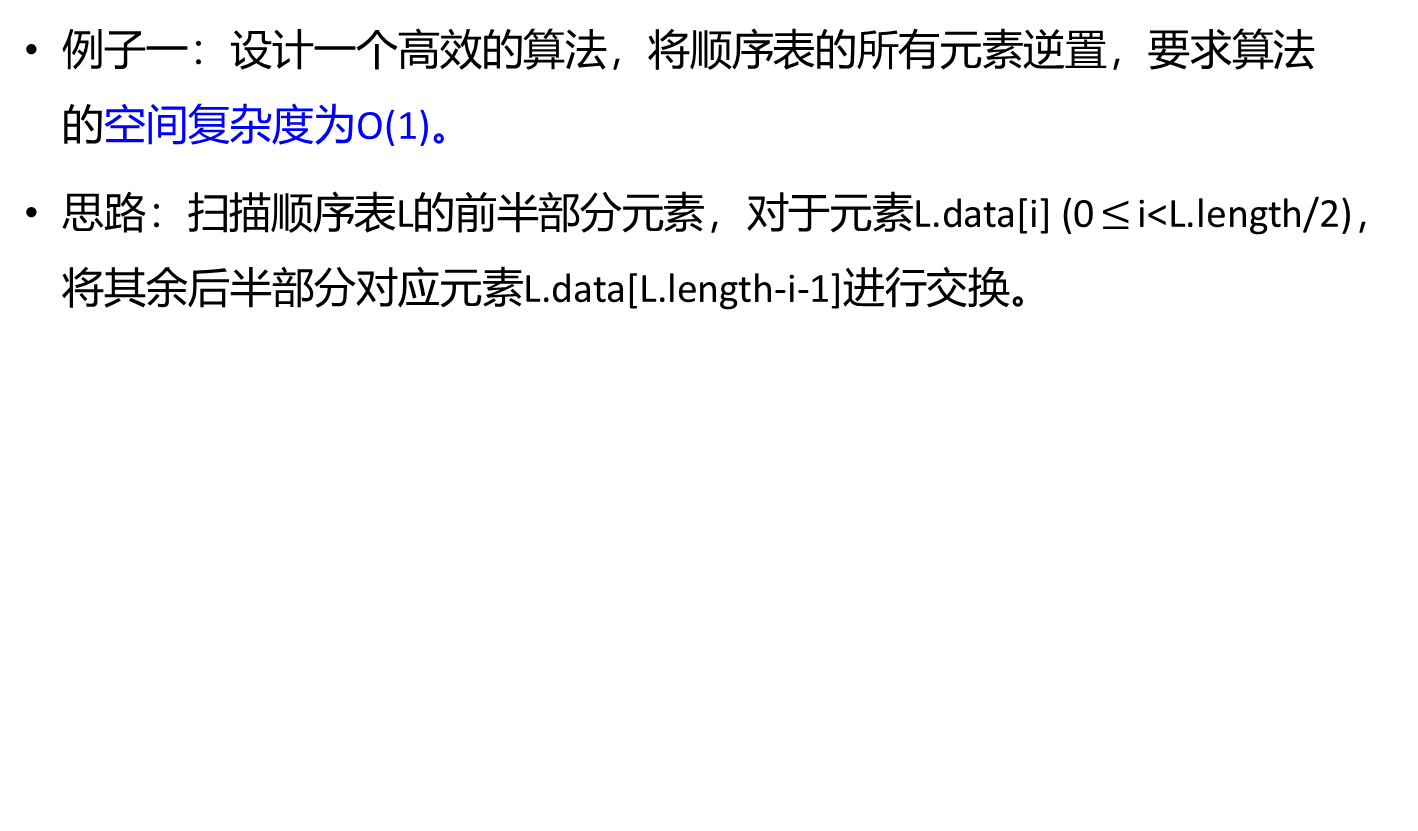 • 例子一：设计一个高效的算法，将顺序表的所有元素逆置，要求算法
的空间复杂度为O(1)。
• 思路：扫描顺序表L的前半部分元素，对于元素L.data[i] (0≤i<L.length/2)，
将其余后半部分对应元素L.data[L.length-i-1]进行交换。